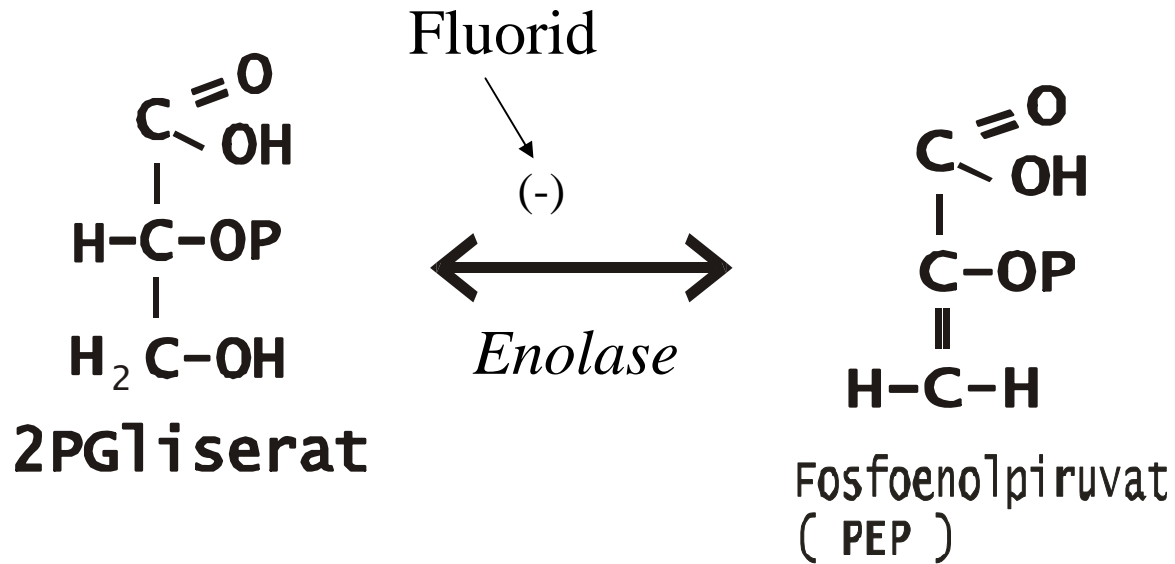 Fluorid
(-)
Enolase
C=O
OH
H-C-OP
H₂C-OH
2PGliserat
C=O
OH
C-OP
H-C-H
Fosfoenolpiruvat
( PEP )